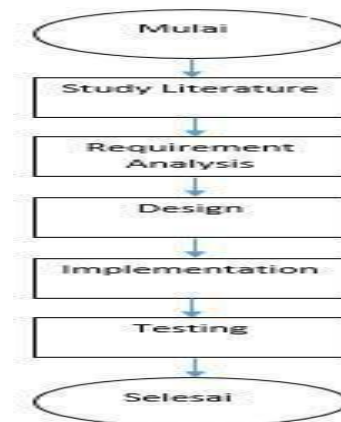 Mulai
Study Literature
Requirement
Analysis
Design
Implementation
Testing
Selesai